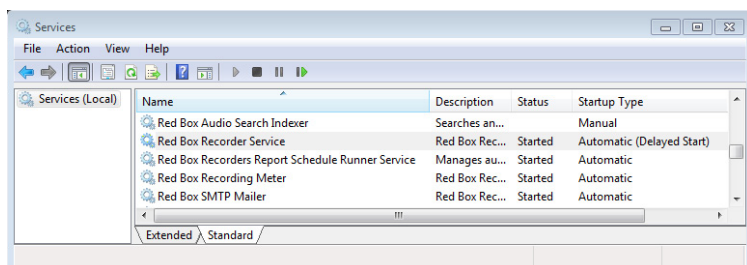 Services
File Action View Help
Services (Local)
Name Description Status Startup Type
Red Box Audio Search Indexer Searches an... Manual
Red Box Recorder Service Red Box Rec... Started Automatic (Delayed Start)
Red Box Recorders Report Schedule Runner Service Manages au... Started Automatic
Red Box Recording Meter Red Box Rec... Started Automatic
Red Box SMTP Mailer Red Box Rec... Started Automatic
Extended Standard